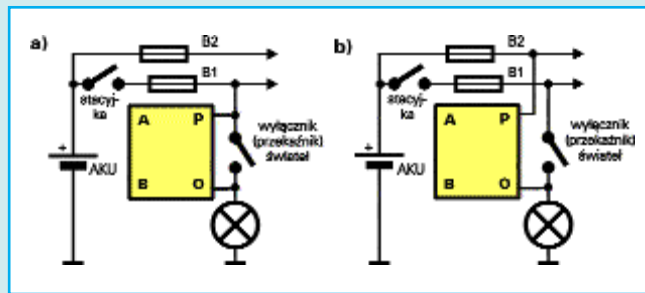 a)
B2
B1
stacyj-
ka
A P
wyłącznik
(przekaźnik)
świateł
+
AKU
B O
b)
B2
B1
stacyj-
ka
A P
wyłącznik
(przekaźnik)
świateł
+
AKU
B O